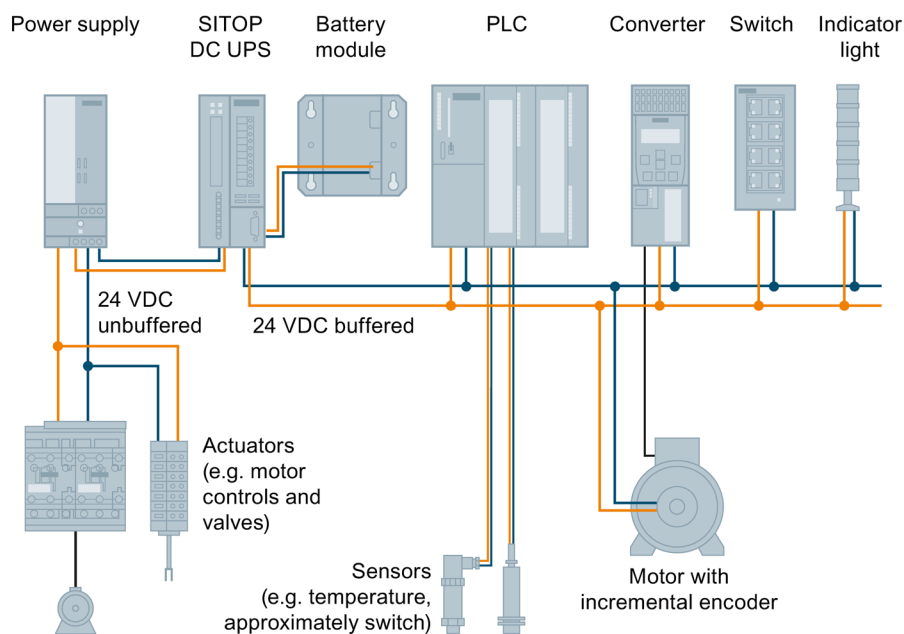 Power supply
SITOP
DC UPS
Battery
module
PLC
Converter
Switch
Indicator
light
24 VDC
unbuffered
24 VDC buffered
Actuators
(e.g. motor
controls and
valves)
Sensors
(e.g. temperature,
approximately switch)
Motor with
incremental encoder